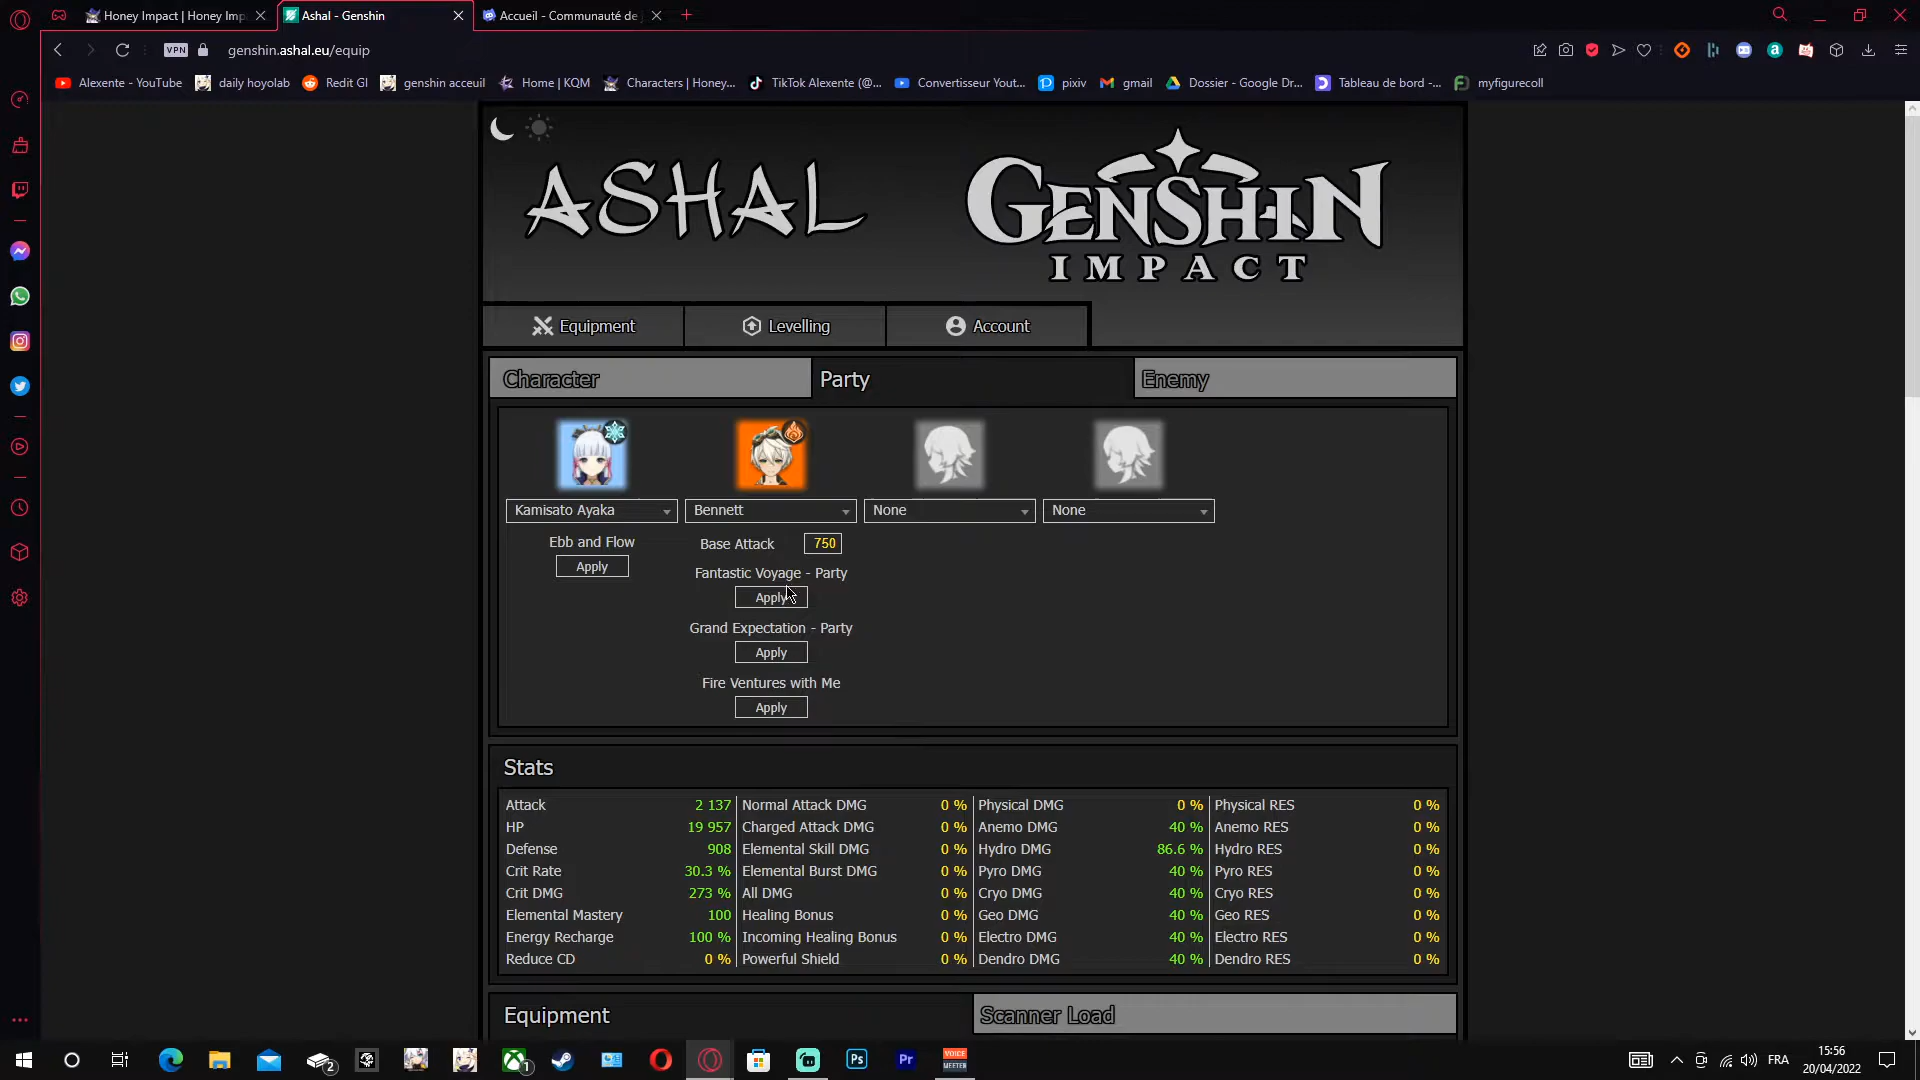 Honey Impact | Honey Imp
Ashal - Genshin
Accueil - Communauté de
VPN
genshin.ashal.eu/equip
Alexente - YouTube
daily hoyolab
Redit GI
genshin acceuil
Home | KQM
Characters | Honey...
TikTok Alexente (@...
Convertisseur Yout...
pixiv
gmail
Dossier - Google Dr...
Tableau de bord -...
myfigurecoll
ASHAL
GENSHIN
IMPACT
Equipment
Levelling
Account
Character
Party
Enemy
Kamisato Ayaka
Bennett
None
None
Ebb and Flow
Apply
Base Attack 750
Fantastic Voyage - Party
Apply
Grand Expectation - Party
Apply
Fire Ventures with Me
Apply
Stats
Attack 2 137 Normal Attack DMG 0 % Physical DMG 0 % Physical RES 0 %
HP 19 957 Charged Attack DMG 0 % Anemo DMG 40 % Anemo RES 0 %
Defense 908 Elemental Skill DMG 0 % Hydro DMG 86.6 % Hydro RES 0 %
Crit Rate 30.3 % Elemental Burst DMG 0 % Pyro DMG 40 % Pyro RES 0 %
Crit DMG 273 % All DMG 0 % Cryo DMG 40 % Cryo RES 0 %
Elemental Mastery 100 Healing Bonus 0 % Geo DMG 40 % Geo RES 0 %
Energy Recharge 100 % Incoming Healing Bonus 0 % Electro DMG 40 % Electro RES 0 %
Reduce CD 0 % Powerful Shield 0 % Dendro DMG 40 % Dendro RES 0 %
Equipment
Scanner Load
2
1
Ps
Pr
VOICE
MEETER
FRA
15:56
20/04/2022